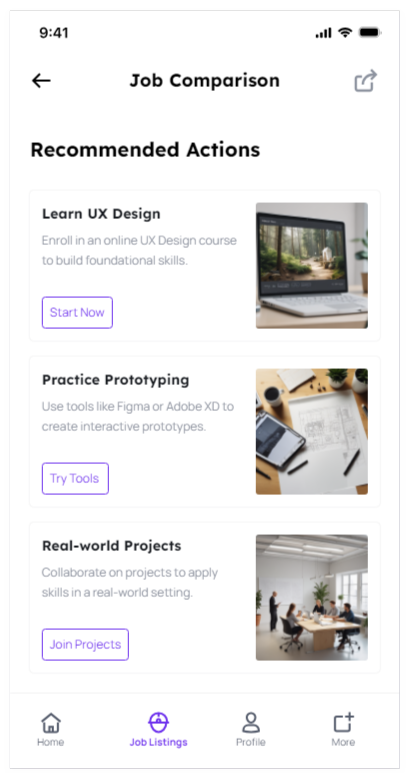 9:41
Job Comparison
Recommended Actions
Learn UX Design
Enroll in an online UX Design course
to build foundational skills.
Start Now
Practice Prototyping
Use tools like Figma or Adobe XD to
create interactive prototypes.
Try Tools
Real-world Projects
Collaborate on projects to apply
skills in a real-world setting.
Join Projects
Home
Job Listings
Profile
More